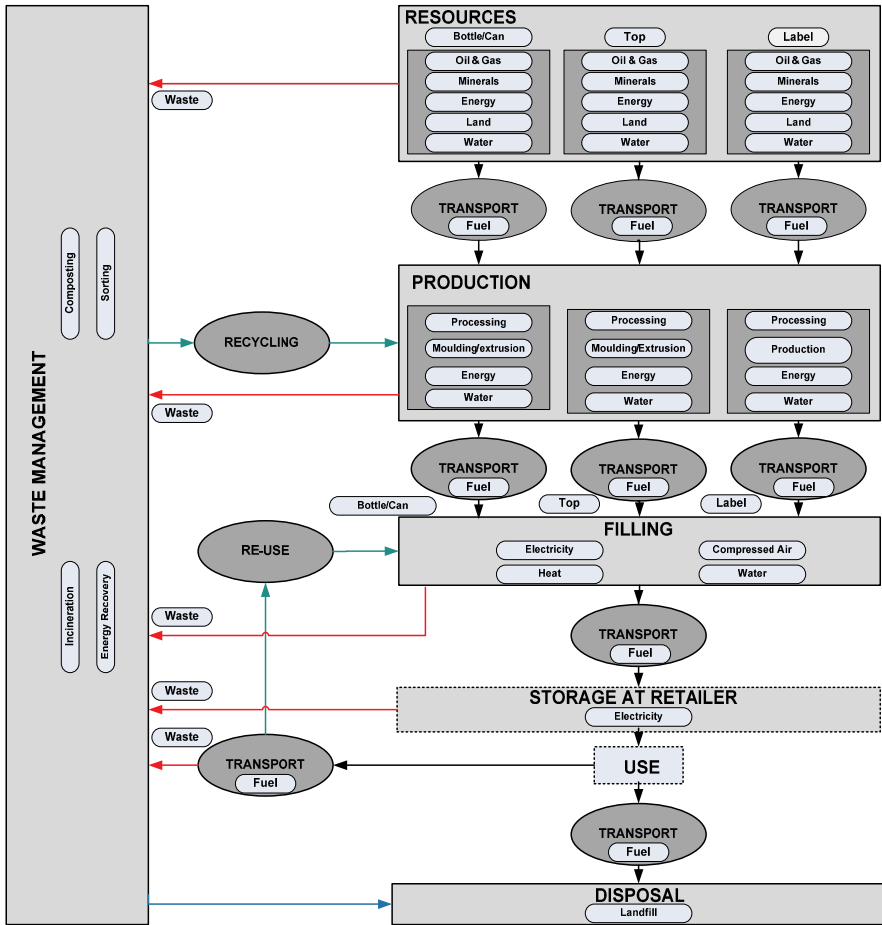 RESOURCES
Bottle/Can
Top
Label
Oil & Gas
Minerals
Energy
Land
Water
Oil & Gas
Minerals
Energy
Land
Water
Oil & Gas
Minerals
Energy
Land
Water
Waste
TRANSPORT
Fuel
TRANSPORT
Fuel
TRANSPORT
Fuel
WASTE MANAGEMENT
Composting
Sorting
Incineration
Energy Recovery
RECYCLING
PRODUCTION
Processing
Moulding/extrusion
Energy
Water
Processing
Moulding/Extrusion
Energy
Water
Processing
Production
Energy
Water
Waste
TRANSPORT
Fuel
TRANSPORT
Fuel
TRANSPORT
Fuel
Bottle/Can
Top
Label
RE-USE
FILLING
Electricity
Compressed Air
Heat
Water
Waste
TRANSPORT
Fuel
Waste
STORAGE AT RETAILER
Electricity
Waste
TRANSPORT
Fuel
USE
TRANSPORT
Fuel
DISPOSAL
Landfill